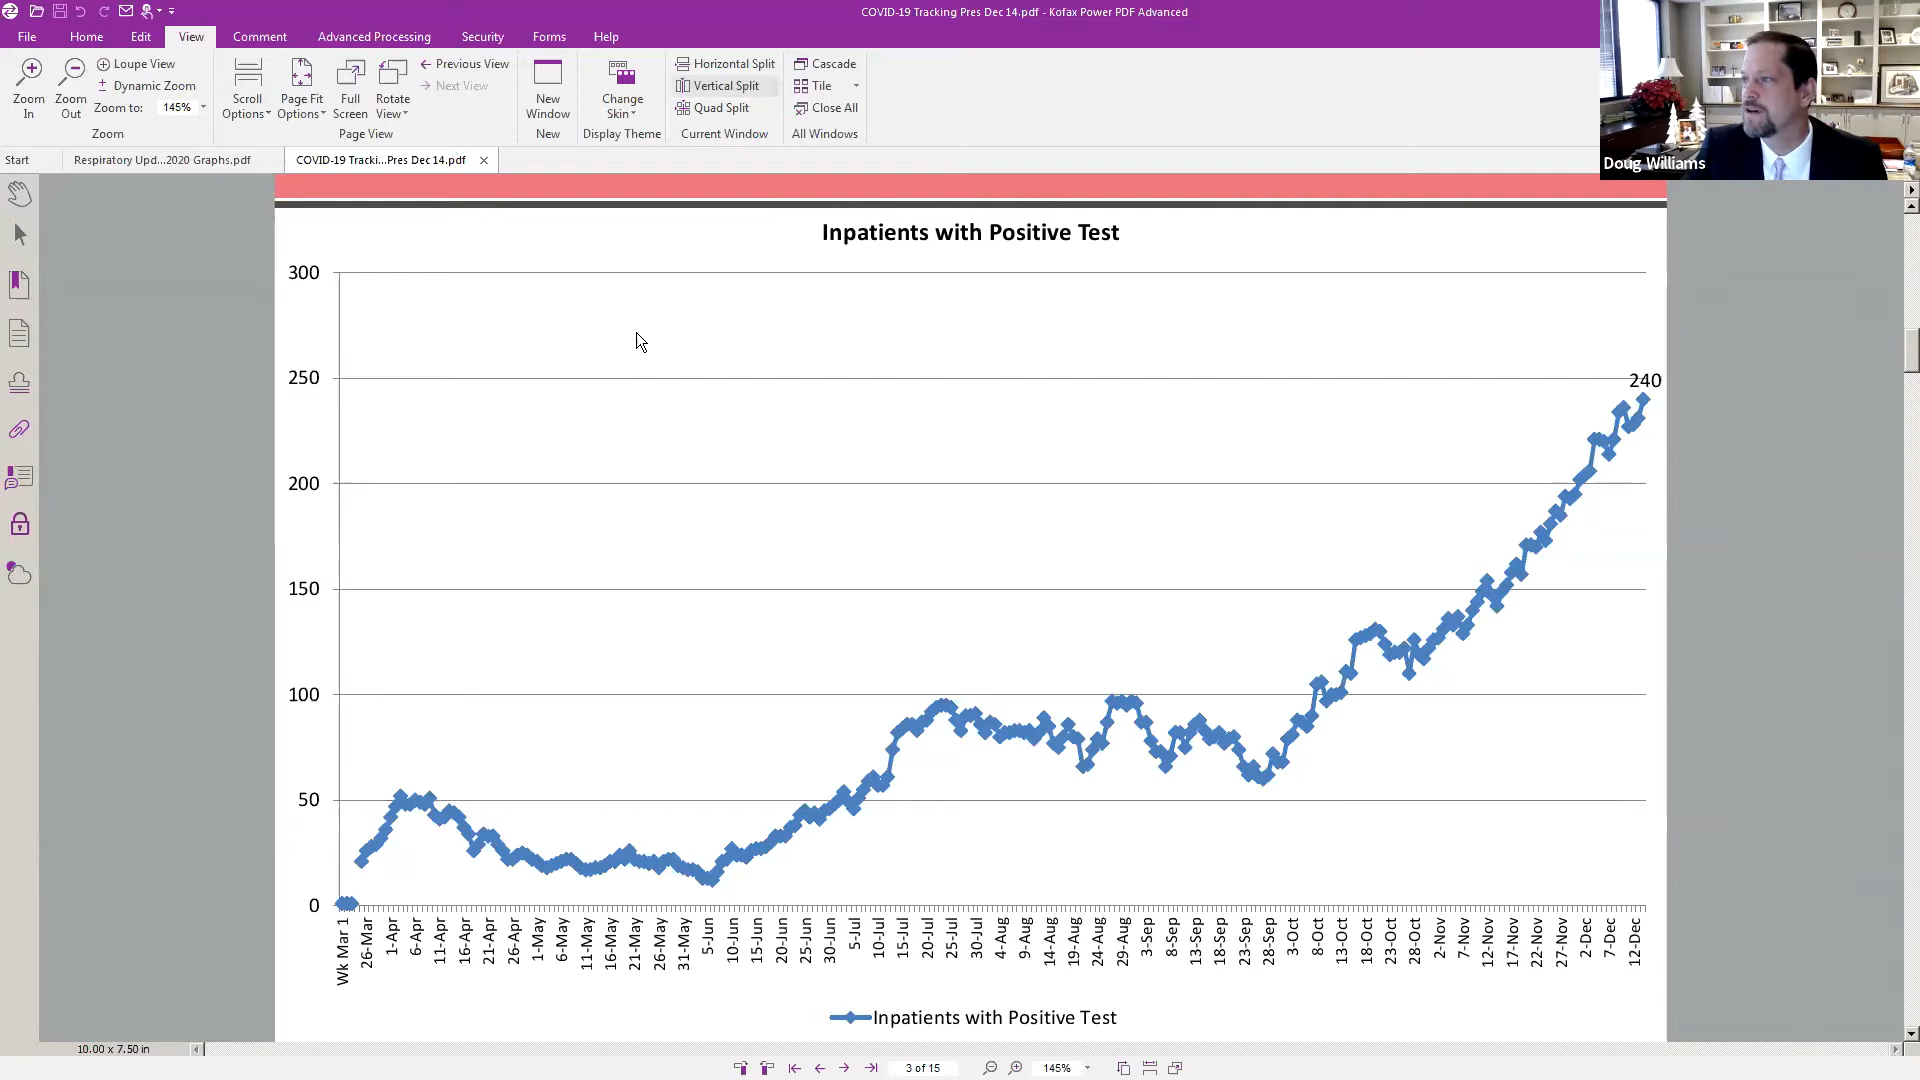 COVID-19 Tracking Pres Dec 14.pdf - Kofax Power PDF Advanced
File Home Edit View Comment Advanced Processing Security Forms Help
Zoom In
Zoom Out
Loupe View
Dynamic Zoom
Zoom to: 145%
Zoom
Scroll Options
Page Fit Options
Full Screen
Rotate View
Previous View
Next View
Page View
New Window
New
Change Skin
Display Theme
Horizontal Split
Vertical Split
Quad Split
Current Window
Cascade
Tile
Close All
All Windows
Doug Williams
Start Respiratory Upd...2020 Graphs.pdf COVID-19 Tracki...Pres Dec 14.pdf
Inpatients with Positive Test
300
250
240
200
150
100
50
0
Wk Mar 1
26-Mar
1-Apr
6-Apr
11-Apr
16-Apr
21-Apr
26-Apr
1-May
6-May
11-May
16-May
21-May
26-May
31-May
5-Jun
10-Jun
15-Jun
20-Jun
25-Jun
30-Jun
5-Jul
10-Jul
15-Jul
20-Jul
25-Jul
30-Jul
4-Aug
9-Aug
14-Aug
19-Aug
24-Aug
29-Aug
3-Sep
8-Sep
13-Sep
18-Sep
23-Sep
28-Sep
3-Oct
8-Oct
13-Oct
18-Oct
23-Oct
28-Oct
2-Nov
7-Nov
12-Nov
17-Nov
22-Nov
27-Nov
2-Dec
7-Dec
12-Dec
Inpatients with Positive Test
10.00 x 7.50 in
3 of 15
145%